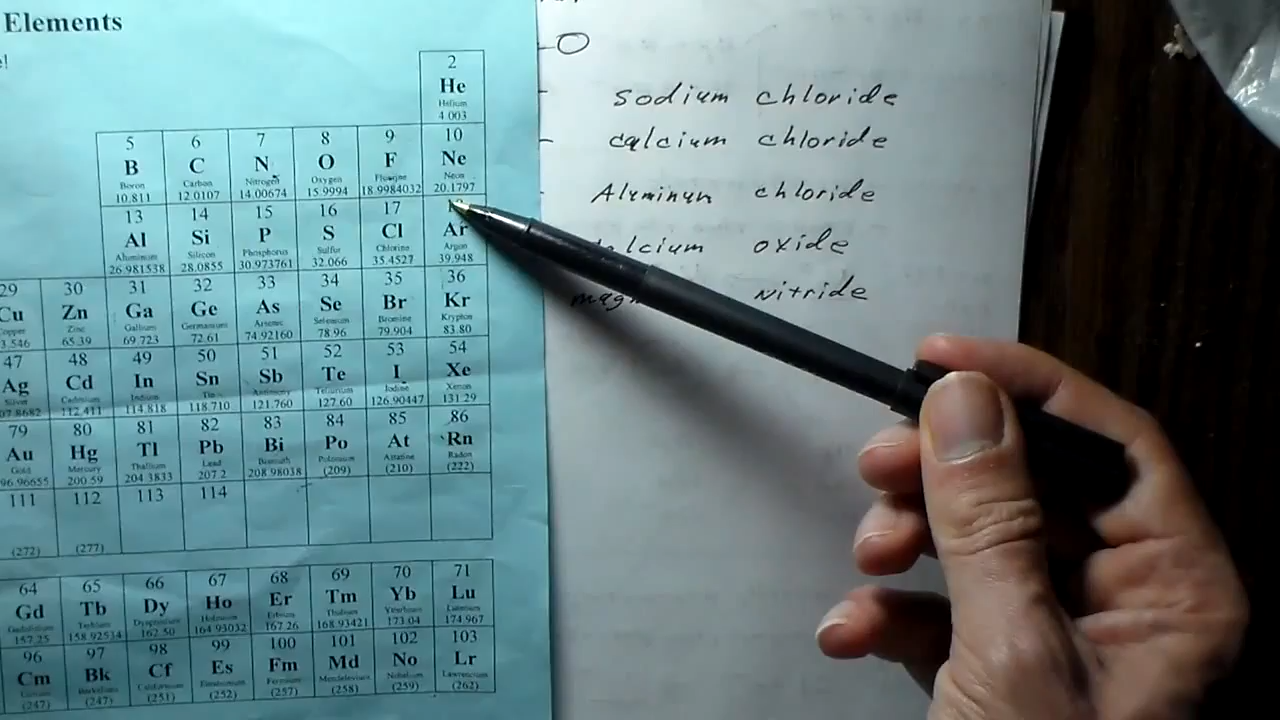 Elements
2
He
Helium
4.003
5 6 7 8 9 10
B C N O F Ne
Boron Carbon Nitrogen Oxygen Fluorine Neon
10.811 12.0107 14.00674 15.9994 18.9984032 20.1797
13 14 15 16 17
Al Si P S Cl Ar
Aluminum Silicon Phosphorus Sulfur Chlorine Argon
26.981538 28.0855 30.973761 32.066 35.4527 39.948
29 30 31 32 33 34 35 36
Cu Zn Ga Ge As Se Br Kr
Zinc Gallium Germanium Arsenic Selenium Bromine Krypton
65.39 69.723 72.61 74.92160 78.96 79.904 83.80
47 48 49 50 51 52 53 54
Ag Cd In Sn Sb Te I Xe
Silver Cadmium Indium Tin Antimony Tellurium Iodine Xenon
112.411 114.818 118.710 121.760 127.60 126.90447 131.29
79 80 81 82 83 84 85 86
Au Hg Tl Pb Bi Po At Rn
Gold Mercury Thallium Lead Bismuth Polonium Astatine Radon
200.59 204.3833 207.2 208.98038 (209) (210) (222)
111 112 113 114
(272) (277)
64 65 66 67 68 69 70 71
Gd Tb Dy Ho Er Tm Yb Lu
Gadolinium Terbium Dysprosium Holmium Erbium Thulium Ytterbium Lutetium
157.25 158.92534 162.50 164.93032 167.26 168.93421 173.04 174.967
96 97 98 99 100 101 102 103
Cm Bk Cf Es Fm Md No Lr
Curium Berkelium Californium Einsteinium Fermium Mendelevium Nobelium Lawrencium
(247) (247) (251) (252) (257) (258) (259) (262)
sodium chloride
calcium chloride
Aluminun chloride
oxide
nitride